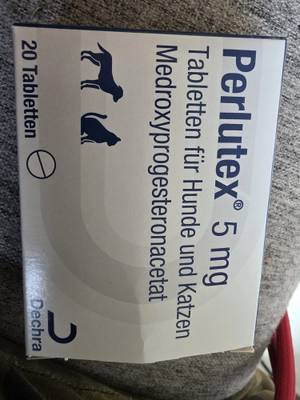 Perlutex® 5 mg
Tabletten für Hunde und Katzen
Medroxyprogesteronacetat
20 Tabletten
Dechra